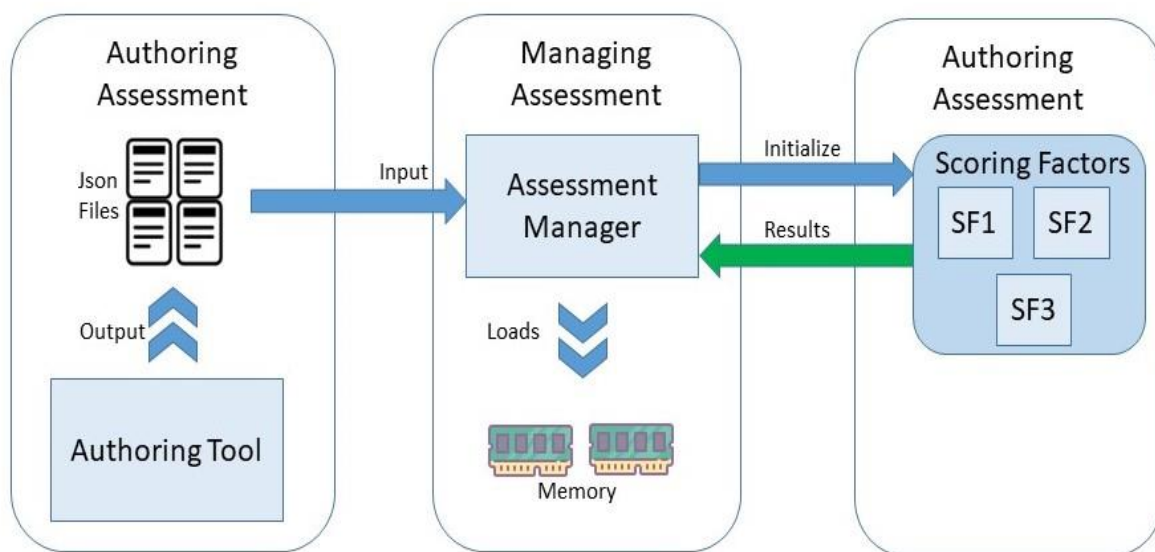 Authoring
Assessment
Json
Files
Output
Authoring Tool
Input
Managing
Assessment
Assessment
Manager
Loads
Memory
Initialize
Results
Authoring
Assessment
Scoring Factors
SF1
SF2
SF3